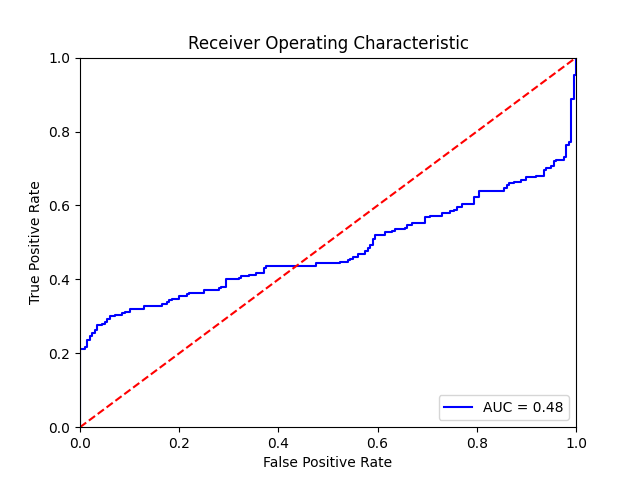 Receiver Operating Characteristic
True Positive Rate
1.0
0.8
0.6
0.4
0.2
0.0
0.0 0.2 0.4 0.6 0.8 1.0
False Positive Rate
AUC = 0.48